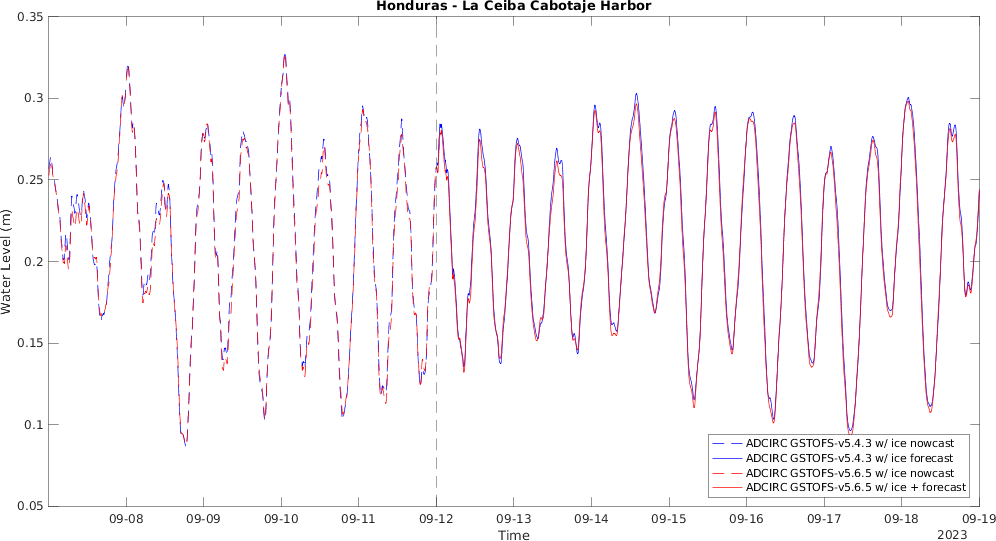 Honduras - La Ceiba Cabotaje Harbor
0.35
0.3
0.25
0.2
0.15
0.1
0.05
Water Level (m)
ADCIRC GSTOFS-v5.4.3 w/ ice nowcast
ADCIRC GSTOFS-v5.4.3 w/ ice forecast
ADCIRC GSTOFS-v5.6.5 w/ ice nowcast
ADCIRC GSTOFS-v5.6.5 w/ ice + forecast
09-08 09-09 09-10 09-11 09-12 09-13 09-14 09-15 09-16 09-17 09-18 09-19
Time
2023